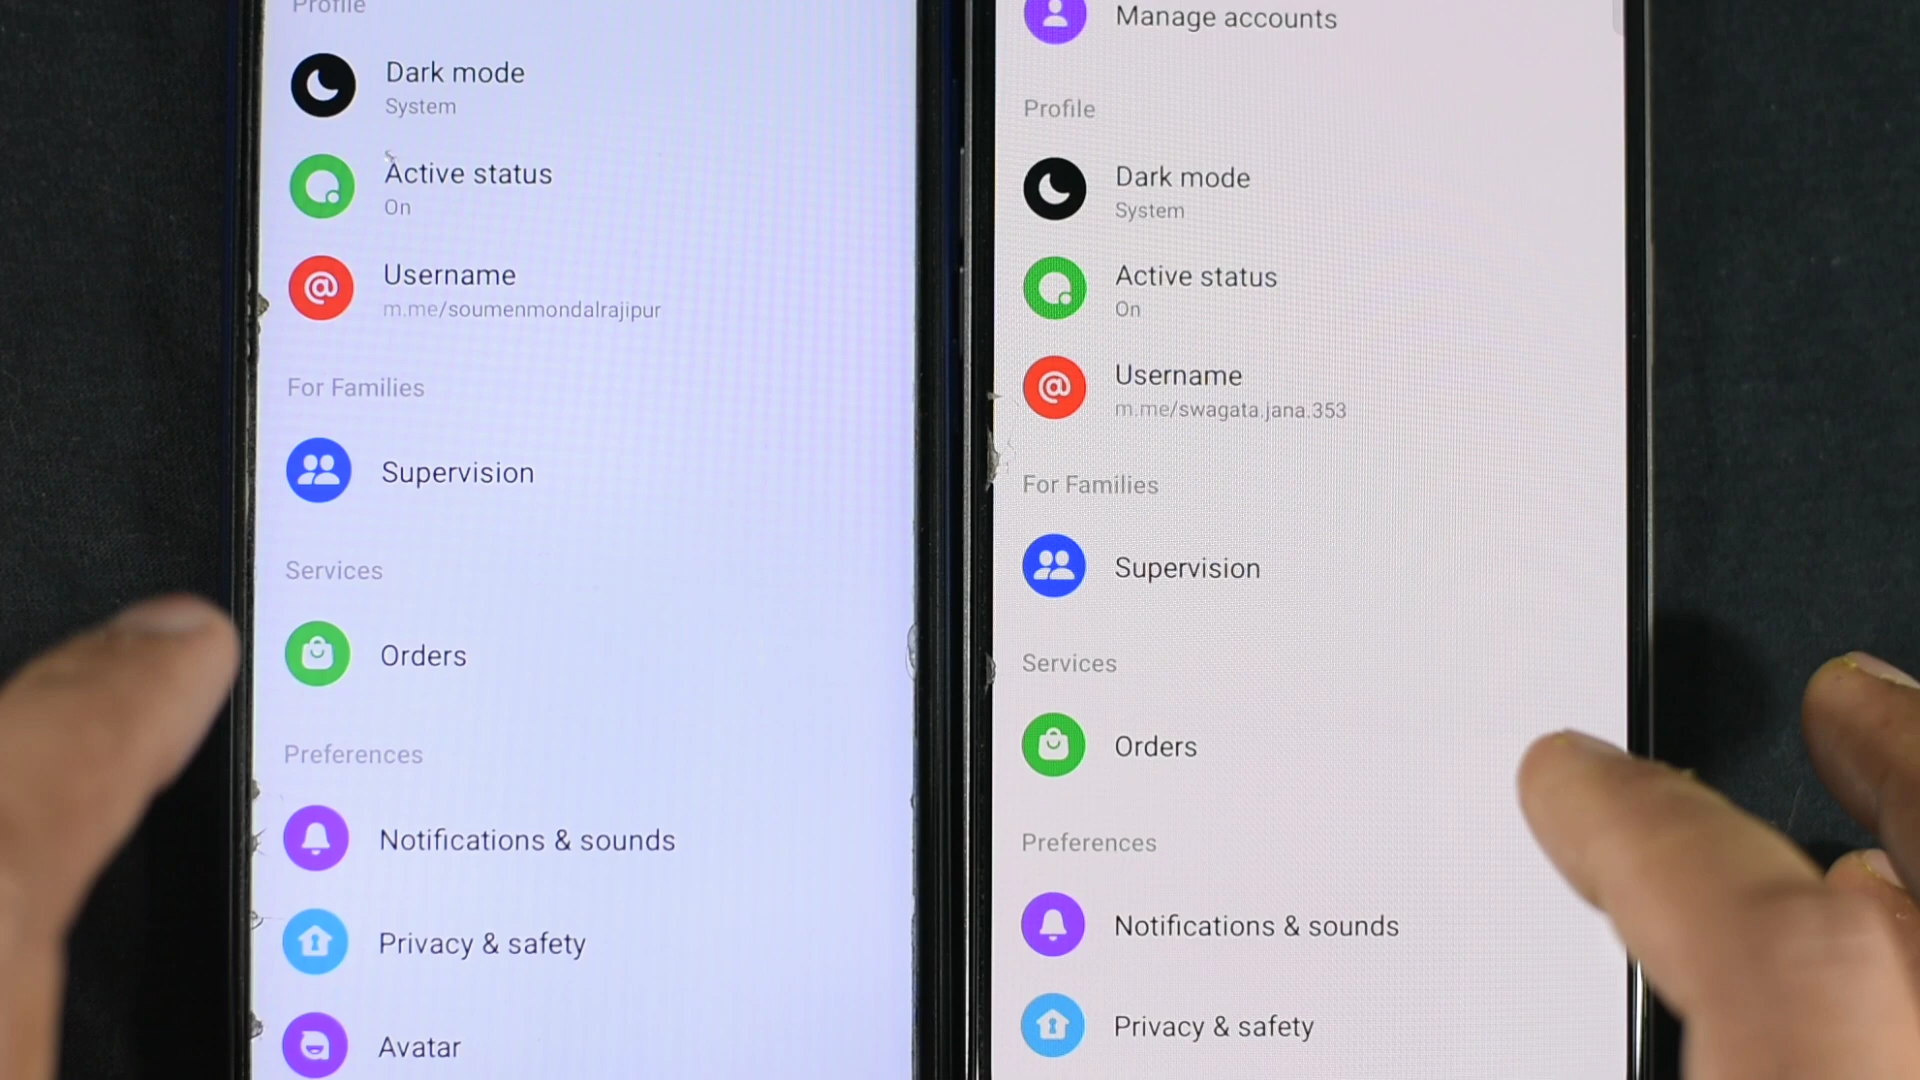 Profile
Dark mode
System
Active status
On
Username
m.me/soumenmondalrajipur
For Families
Supervision
Services
Orders
Preferences
Notifications & sounds
Privacy & safety
Avatar
Manage accounts
Profile
Dark mode
System
Active status
On
Username
m.me/swagata.jana.353
For Families
Supervision
Services
Orders
Preferences
Notifications & sounds
Privacy & safety